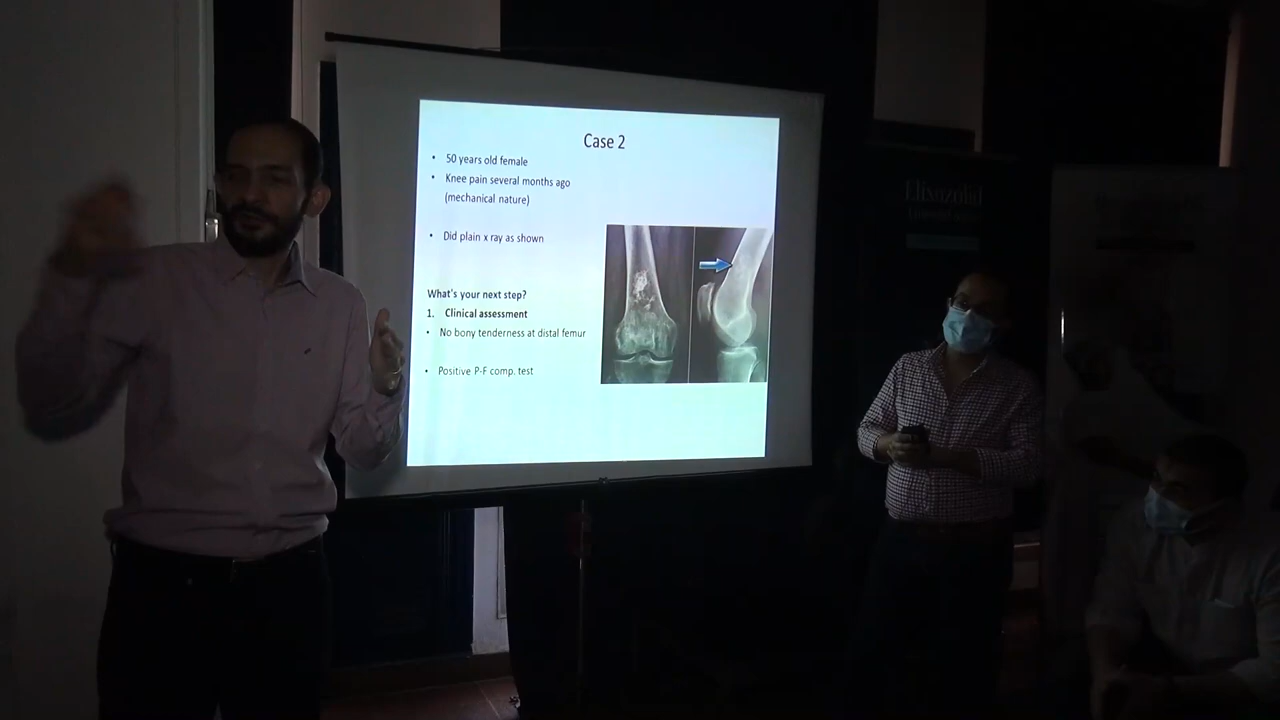 Case 2
• 50 years old female
• Knee pain several months ago
(mechanical nature)
• Did plain x ray as shown
What's your next step?
1. Clinical assessment
• No bony tenderness at distal femur
• Positive P-F comp. test